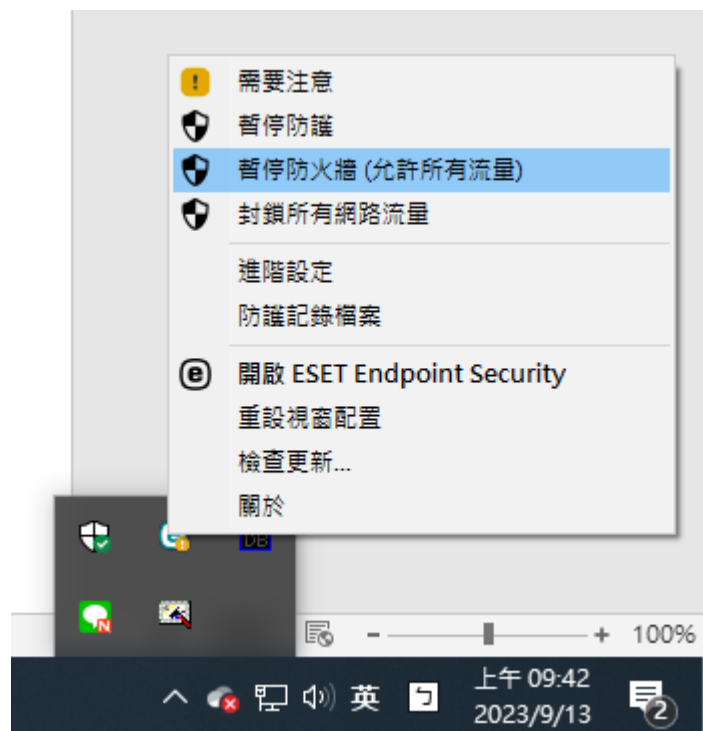 需要注意
暫停防護
暫停防火牆 (允許所有流量)
封鎖所有網路流量
進階設定
防護記錄檔案
開啟 ESET Endpoint Security
重設視窗配置
檢查更新...
關於
DB
N
100%
英
ㄅ
上午 09:42
2023/9/13
2